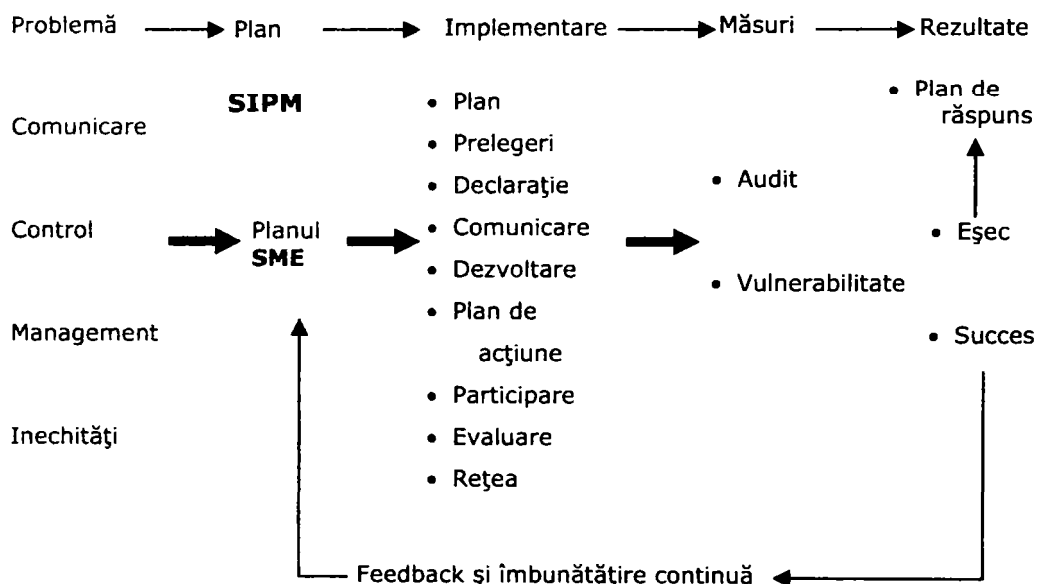 Problemă Plan Implementare Măsuri Rezultate
SIPM
Comunicare
Control
Planul
SME
Management
Inechităţi
• Plan
• Prelegeri
• Declaraţie
• Comunicare
• Dezvoltare
• Plan de
acţiune
• Participare
• Evaluare
• Reţea
• Audit
• Vulnerabilitate
• Plan de
răspuns
• Eşec
• Succes
Feedback şi îmbunătăţire continuă